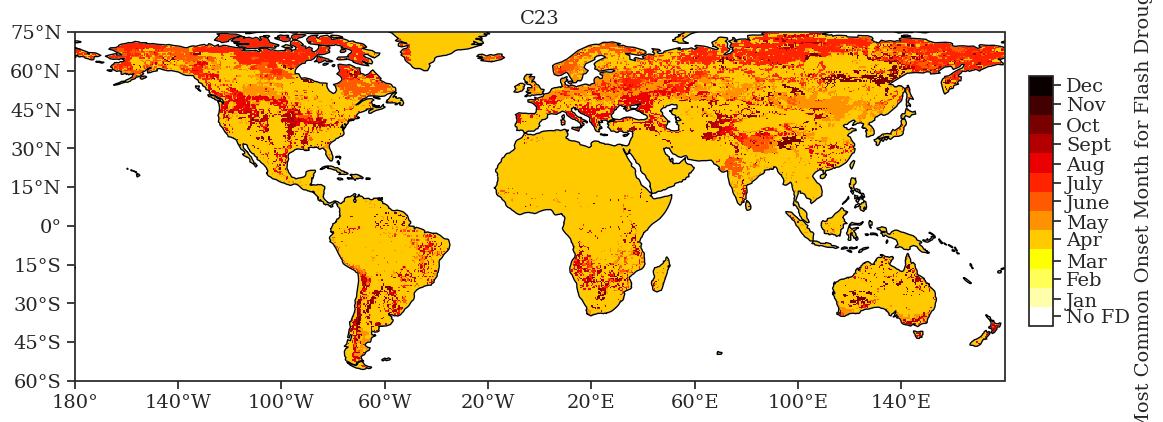 C23
75°N
60°N
45°N
30°N
15°N
0°
15°S
30°S
45°S
60°S
180°
140°W
100°W
60°W
20°W
20°E
60°E
100°E
140°E
Dec
Nov
Oct
Sept
Aug
July
June
May
Apr
Mar
Feb
Jan
No FD
Most Common Onset Month for Flash Droug